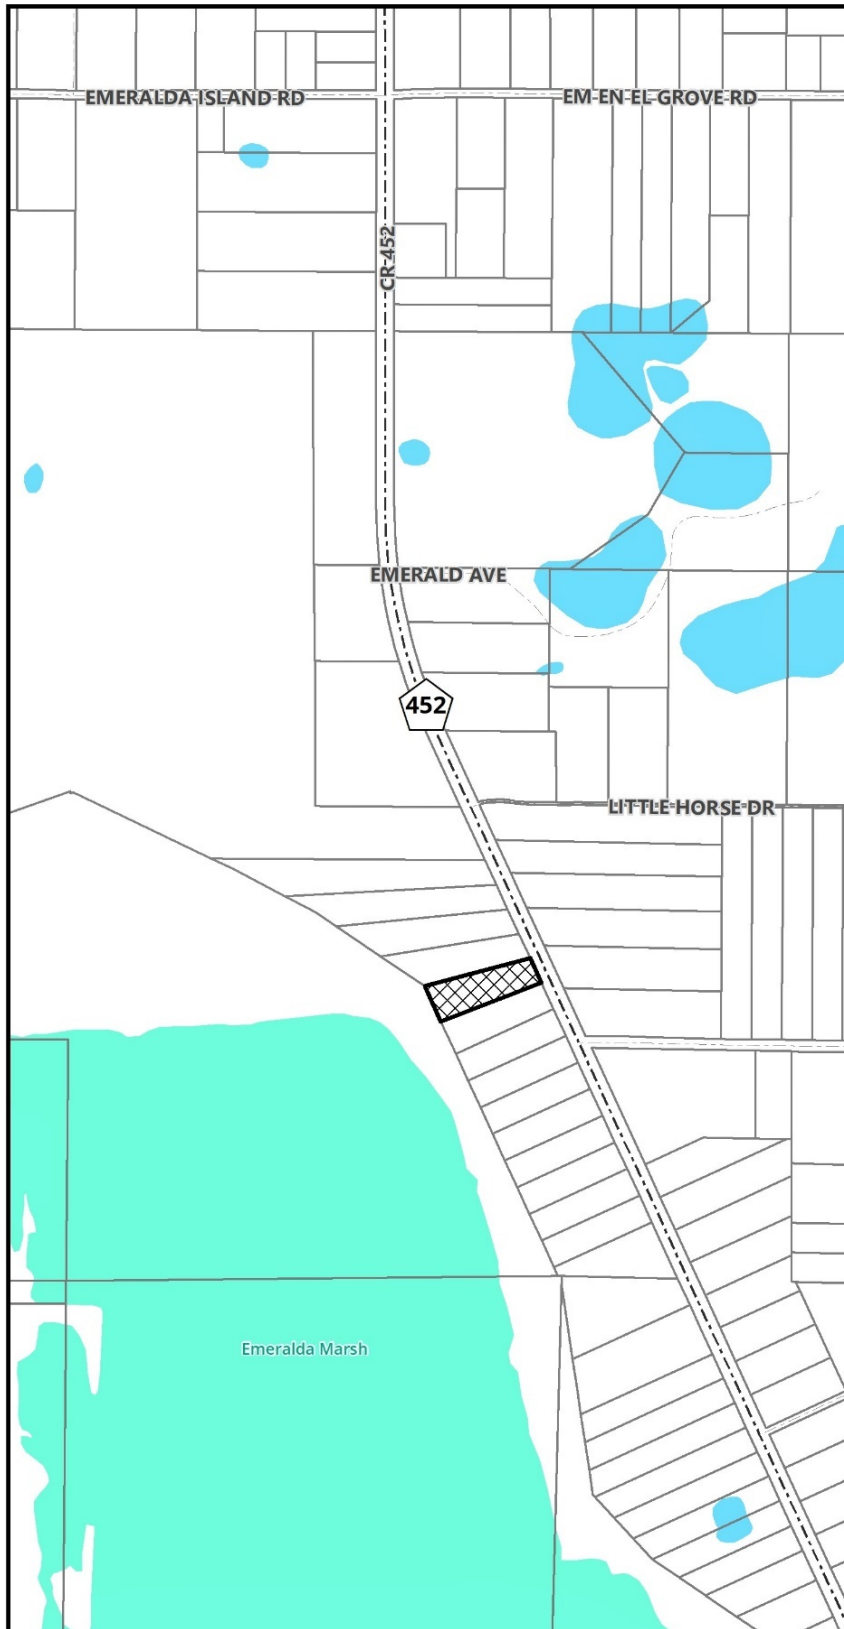 EMERALDA ISLAND RD
EM EN EL GROVE RD
CR 452
EMERALD AVE
452
LITTLE HORSE DR
Emeralda Marsh